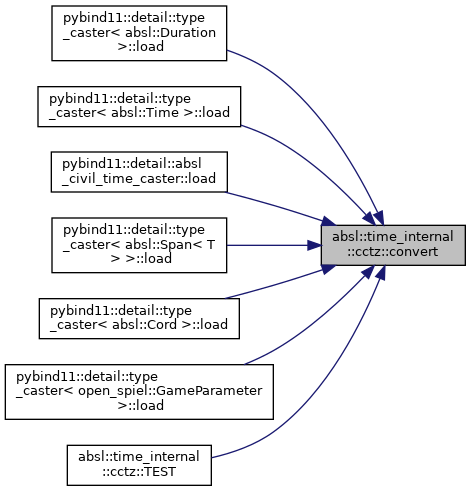 pybind11::detail::type
_caster< absl::Duration
>::load
pybind11::detail::type
_caster< absl::Time >::load
pybind11::detail::absl
_civil_time_caster::load
pybind11::detail::type
_caster< absl::Span< T
> >::load
pybind11::detail::type
_caster< absl::Cord >::load
pybind11::detail::type
_caster< open_spiel::GameParameter
>::load
absl::time_internal
::cctz::TEST
absl::time_internal
::cctz::convert